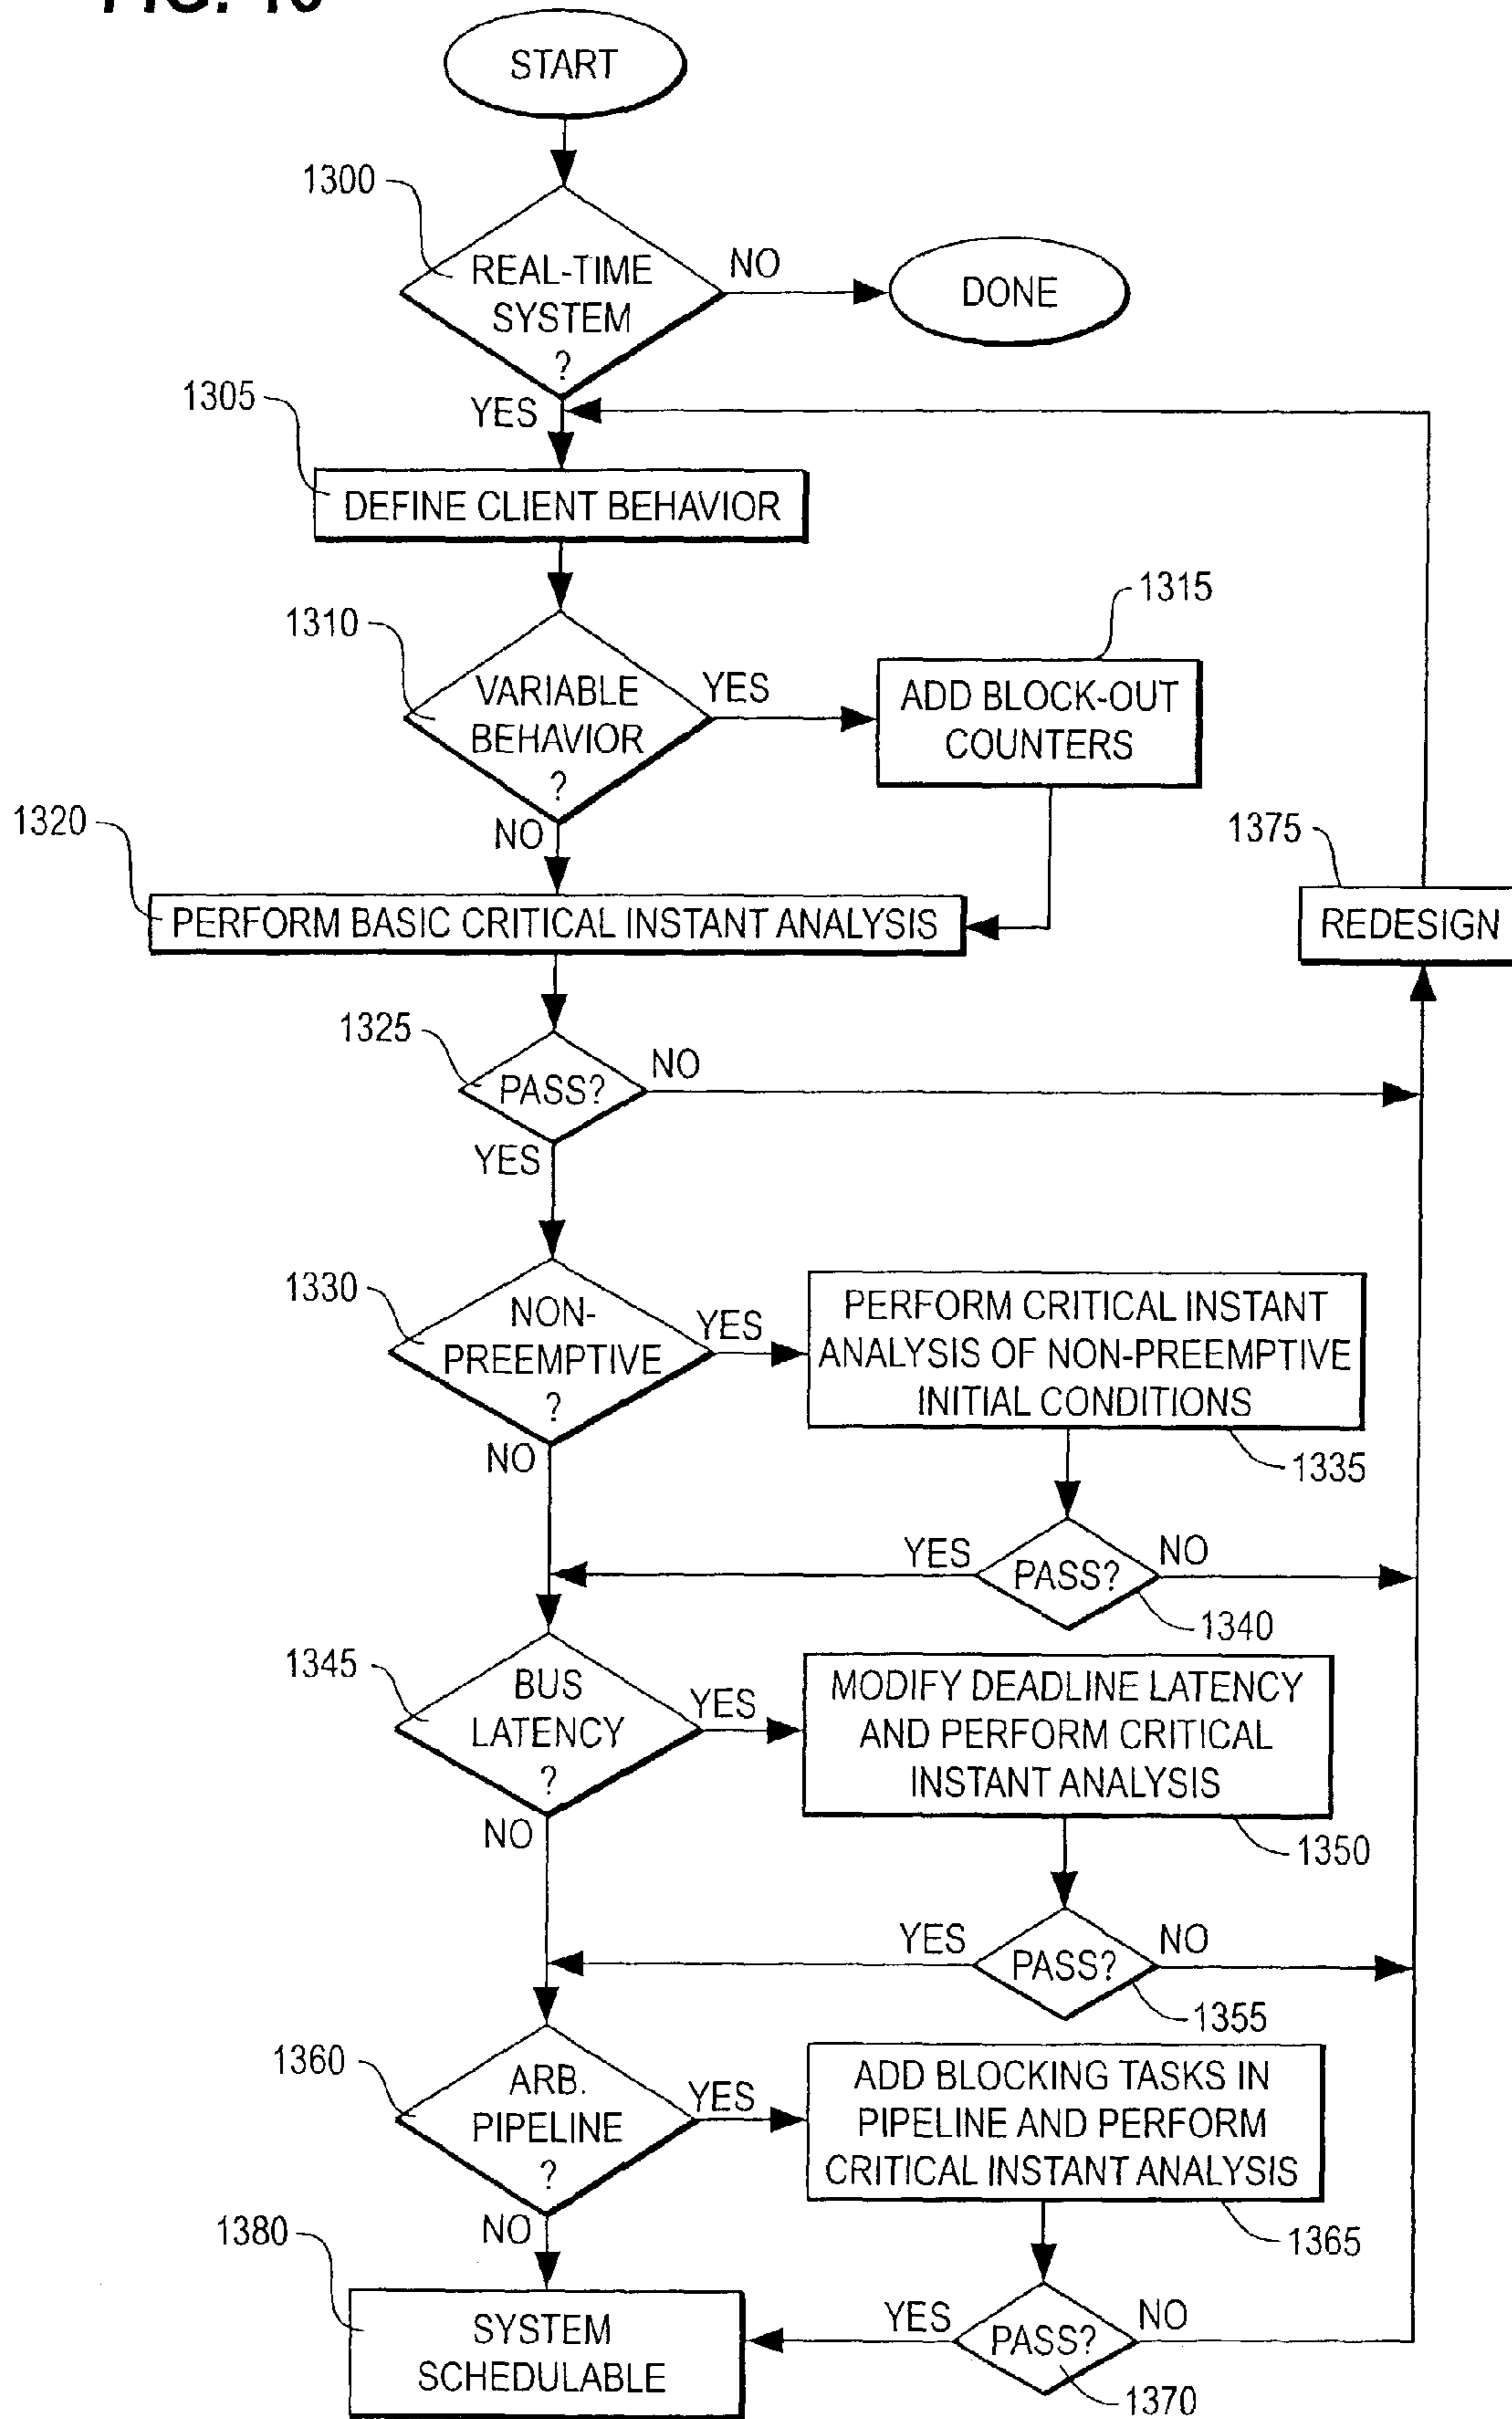 START
1300
REAL-TIME
SYSTEM
?
NO
DONE
YES
1305
DEFINE CLIENT BEHAVIOR
1310
VARIABLE
BEHAVIOR
?
YES
1315
ADD BLOCK-OUT
COUNTERS
NO
1320
PERFORM BASIC CRITICAL INSTANT ANALYSIS
1375
REDESIGN
1325
PASS?
NO
YES
1330
NON-
PREEMPTIVE
?
YES
PERFORM CRITICAL INSTANT
ANALYSIS OF NON-PREEMPTIVE
INITIAL CONDITIONS
1335
NO
YES
PASS?
NO
1340
1345
BUS
LATENCY
?
YES
MODIFY DEADLINE LATENCY
AND PERFORM CRITICAL
INSTANT ANALYSIS
1350
NO
YES
PASS?
NO
1355
1360
ARB.
PIPELINE
?
YES
ADD BLOCKING TASKS IN
PIPELINE AND PERFORM
CRITICAL INSTANT ANALYSIS
1365
NO
1380
SYSTEM
SCHEDULABLE
YES
PASS?
NO
1370